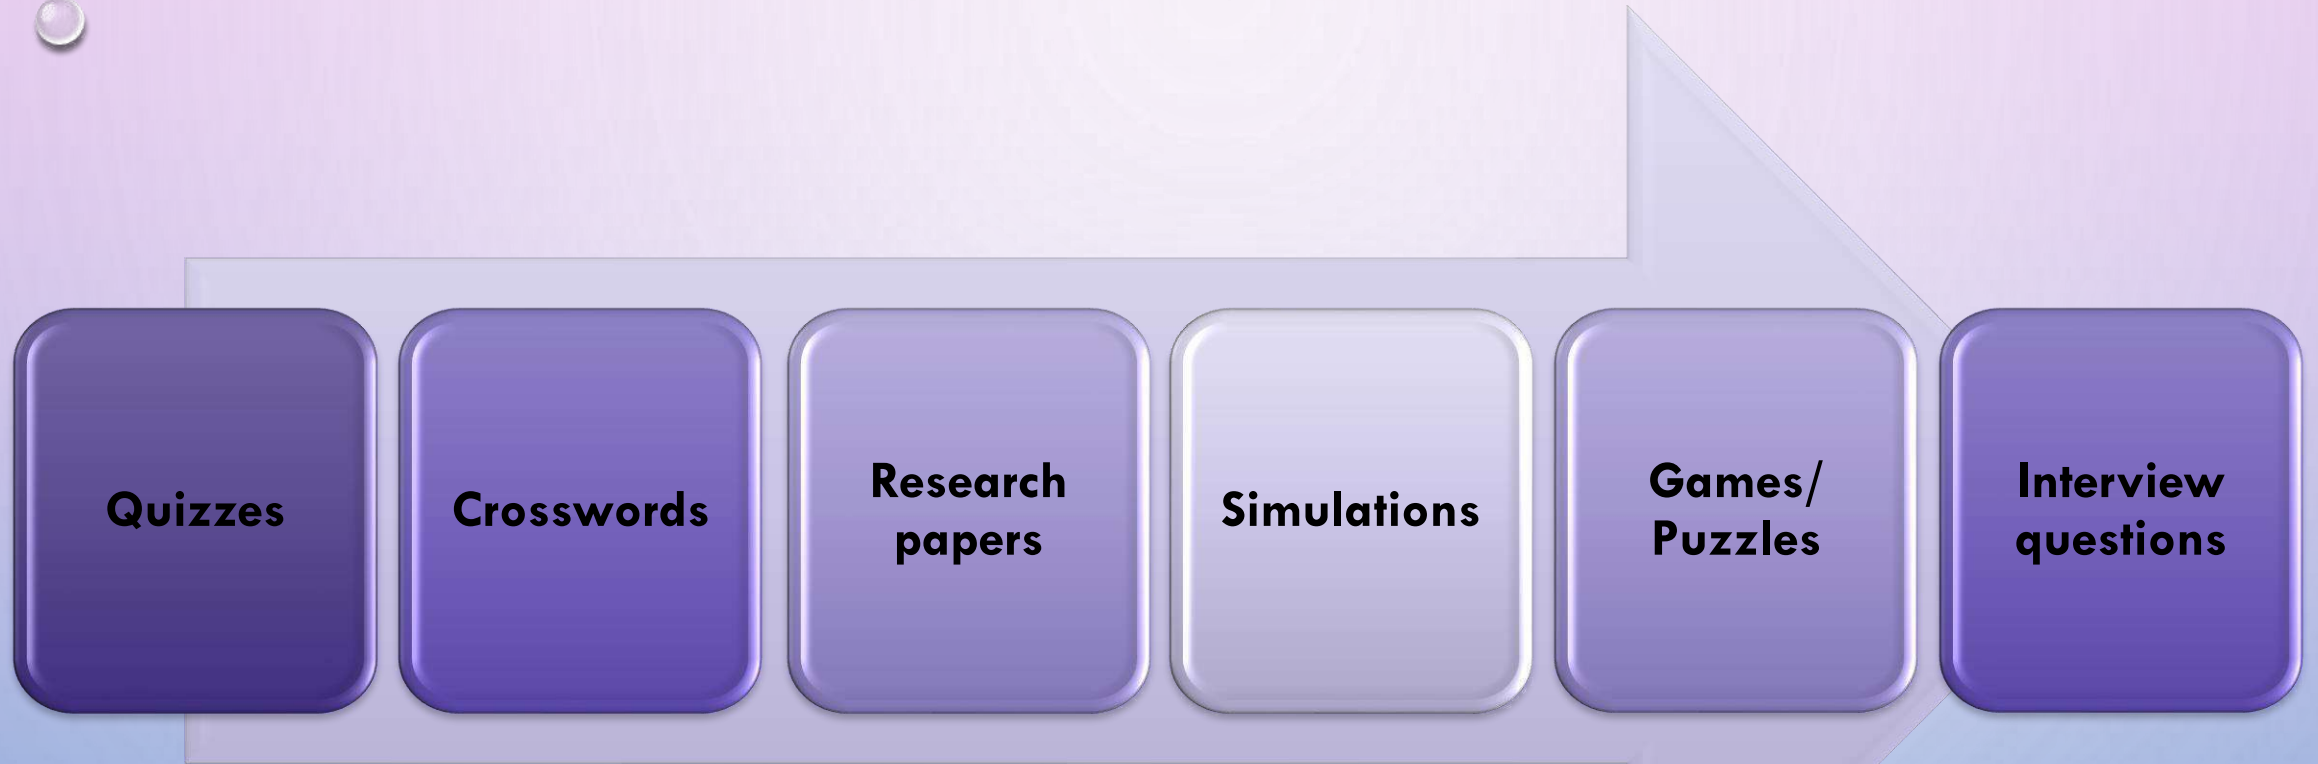 Quizzes
Crosswords
Research
papers
Simulations
Games/
Puzzles
Interview
questions